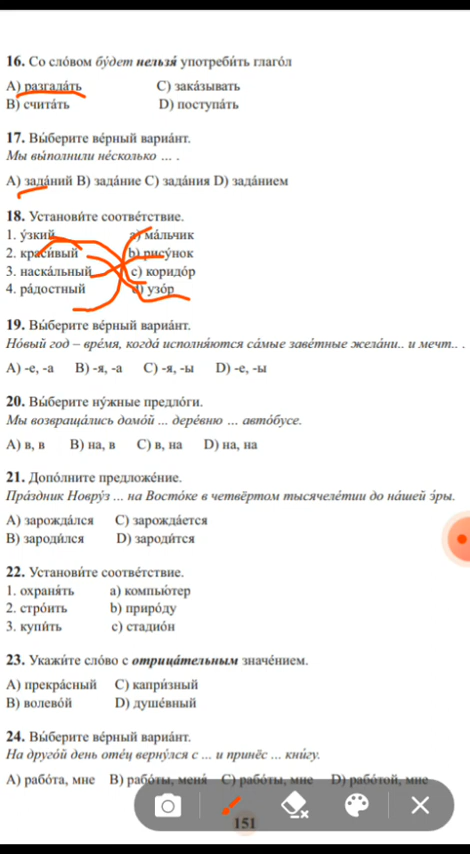 16. Со сло́вом бу́дет нельзя́ употреби́ть глаго́л
А) разгада́ть C) зака́зывать
В) счита́ть D) поступа́ть
17. Вы́берите ве́рный вариа́нт.
Мы вы́полнили не́сколько ... .
А) зада́ний В) зада́ние С) зада́ния D) зада́нием
18. Установи́те соотве́тствие.
1. у́зкий а) ма́льчик
2. краси́вый b) рису́нок
3. наска́льный c) коридо́р
4. ра́достный d) узо́р
19. Вы́берите ве́рный вариа́нт.
Но́вый год – вре́мя, когда́ исполня́ются са́мые заве́тные жела́ни.. и мечт.. .
А) -е, -а В) -я, -а С) -я, -ы D) -е, -ы
20. Вы́берите ну́жные предло́ги.
Мы возвраща́лись домо́й ... дере́вню ... авто́бусе.
А) в, в В) на, в С) в, на D) на, на
21. Допо́лните предложе́ние.
Пра́здник Новру́з ... на Восто́ке в четвёртом тысячеле́тии до на́шей э́ры.
А) зарожда́лся С) зарожда́ется
В) зароди́лся D) зароди́тся
22. Установи́те соотве́тствие.
1. охраня́ть а) компью́тер
2. стро́ить b) приро́ду
3. купи́ть c) стадио́н
23. Укажи́те сло́во с отрица́тельным значе́нием.
А) прекра́сный С) капри́зный
В) волево́й D) душе́вный
24. Вы́берите ве́рный вариа́нт.
На друго́й день оте́ц верну́лся с ... и принёс ... кни́гу.
А) рабо́та, мне В) рабо́ты, меня́ С) рабо́ты, мне D) рабо́той, мне
151